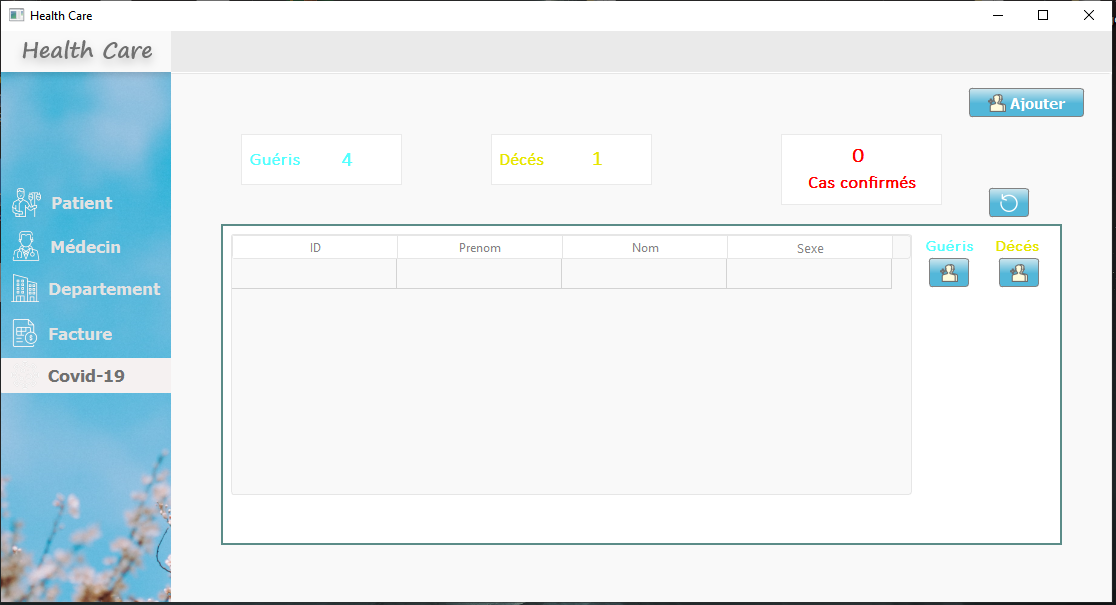 Health Care
Health Care
Ajouter
Guéris 4
Décés 1
0
Cas confirmés
Patient
Médecin
Departement
Facture
Covid-19
ID Prenom Nom Sexe
Guéris Décés